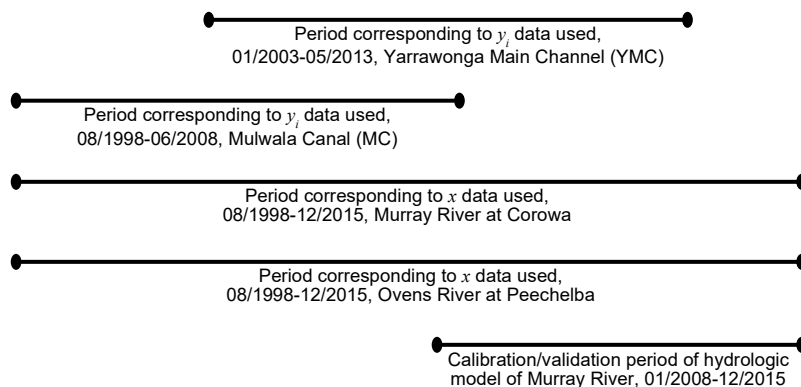 Period corresponding to y_i data used,
01/2003-05/2013, Yarrawonga Main Channel (YMC)
Period corresponding to y_i data used,
08/1998-06/2008, Mulwala Canal (MC)
Period corresponding to x data used,
08/1998-12/2015, Murray River at Corowa
Period corresponding to x data used,
08/1998-12/2015, Ovens River at Peechelba
Calibration/validation period of hydrologic
model of Murray River, 01/2008-12/2015